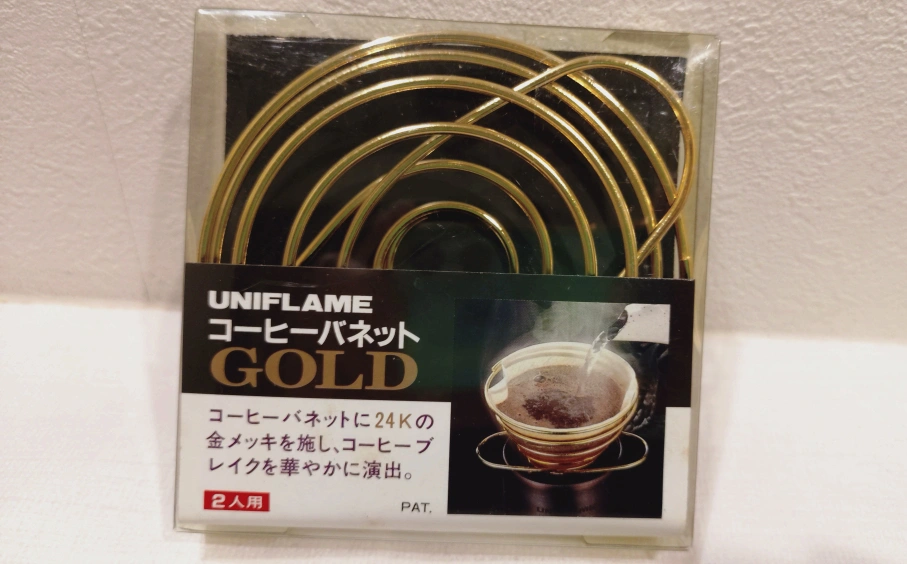 UNIFLAME
コーヒーバネット
GOLD
コーヒーバネットに24Kの
金メッキを施し、コーヒーブ
レイクを華やかに演出。
2人用
PAT.